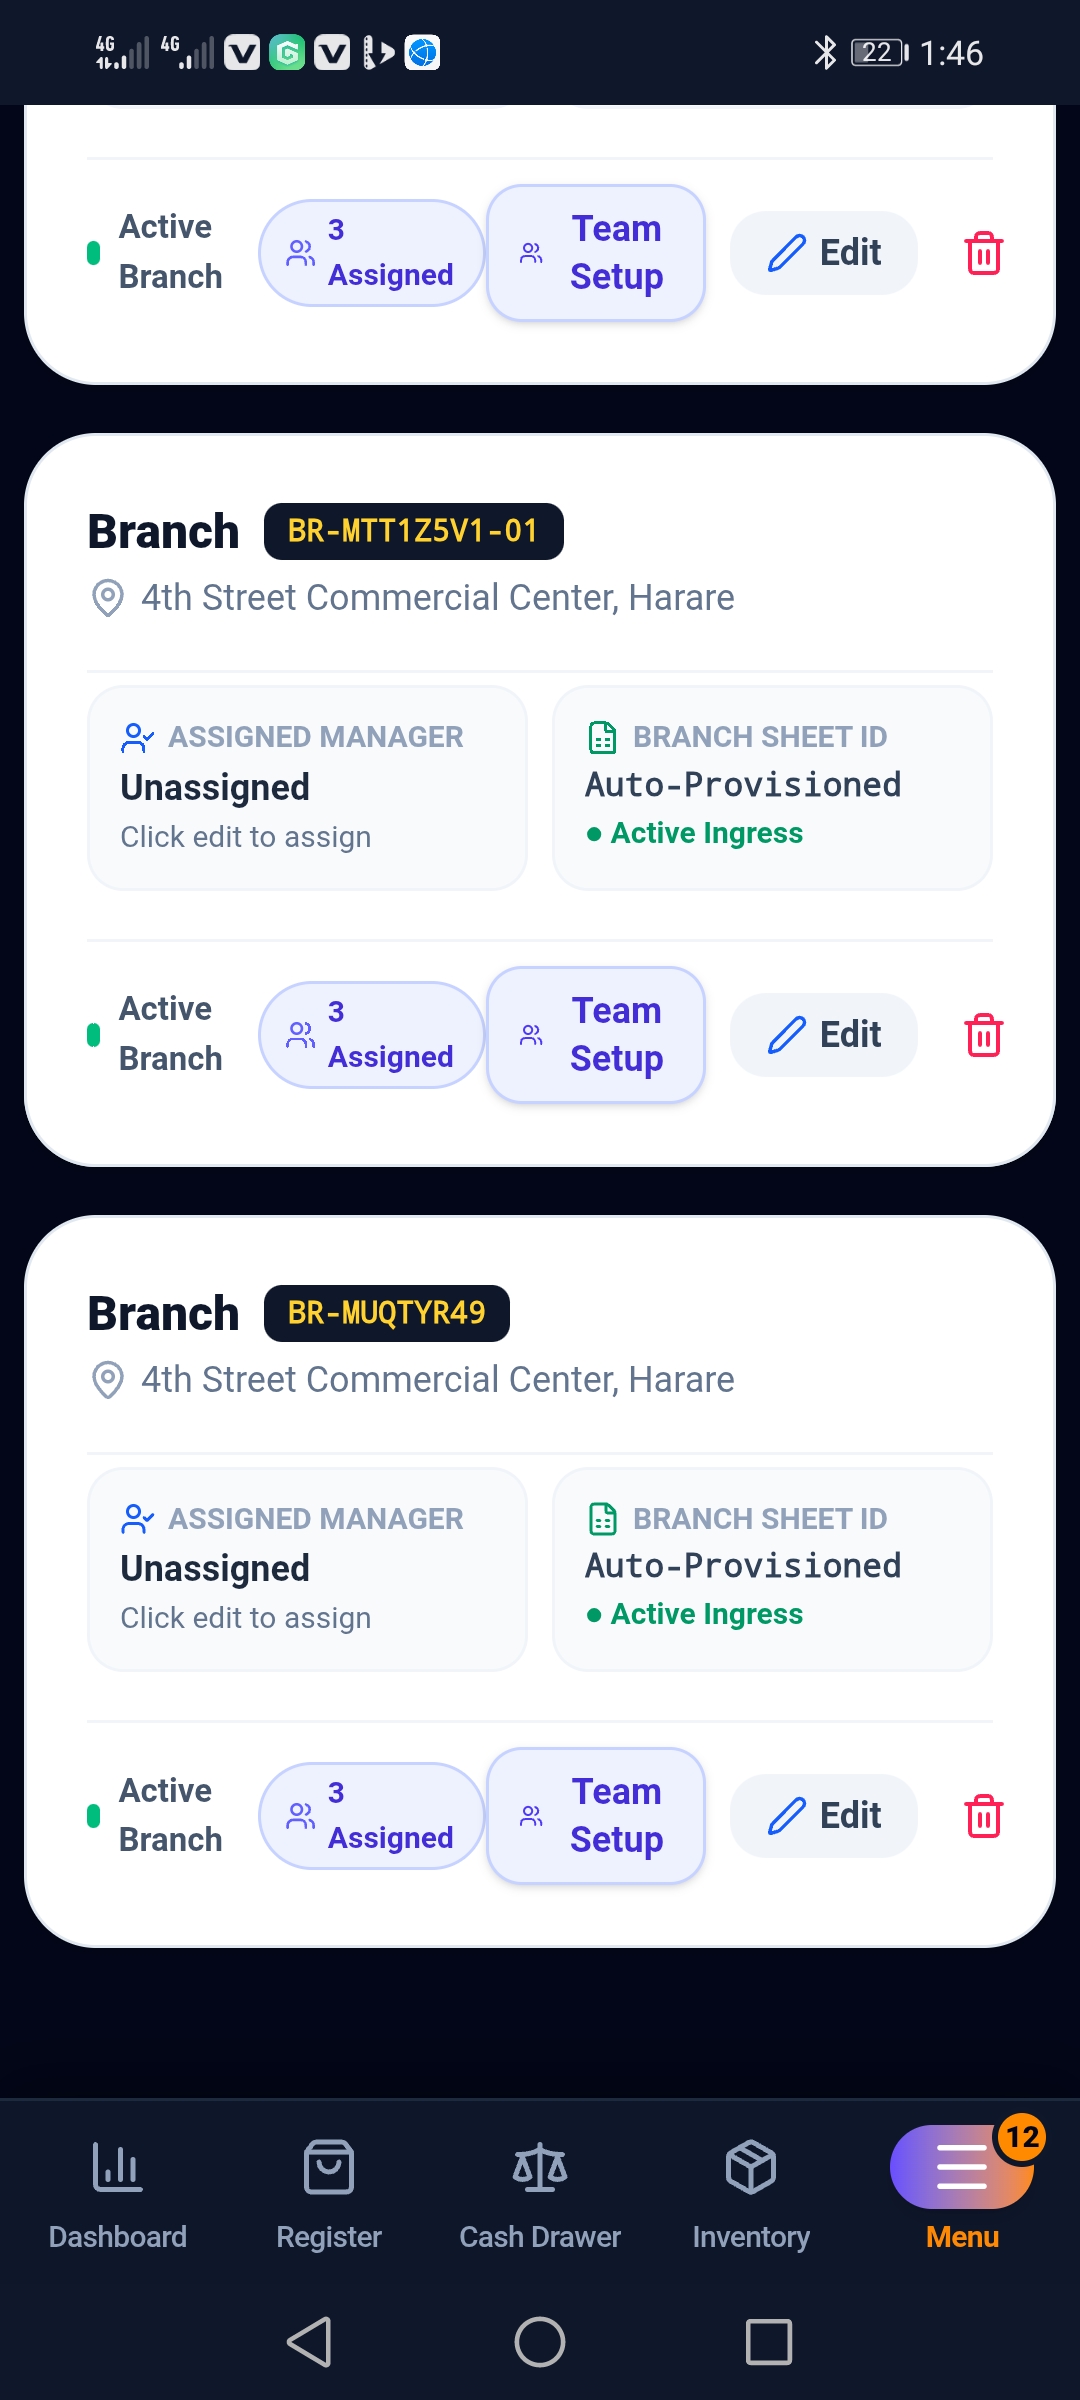 4G 4G 22 1:46
Active Branch
3 Assigned
Team Setup
Edit
Branch BR-MTT1Z5V1-01
4th Street Commercial Center, Harare
ASSIGNED MANAGER
Unassigned
Click edit to assign
BRANCH SHEET ID
Auto-Provisioned
Active Ingress
Active Branch
3 Assigned
Team Setup
Edit
Branch BR-MUQTYR49
4th Street Commercial Center, Harare
ASSIGNED MANAGER
Unassigned
Click edit to assign
BRANCH SHEET ID
Auto-Provisioned
Active Ingress
Active Branch
3 Assigned
Team Setup
Edit
12
Dashboard
Register
Cash Drawer
Inventory
Menu